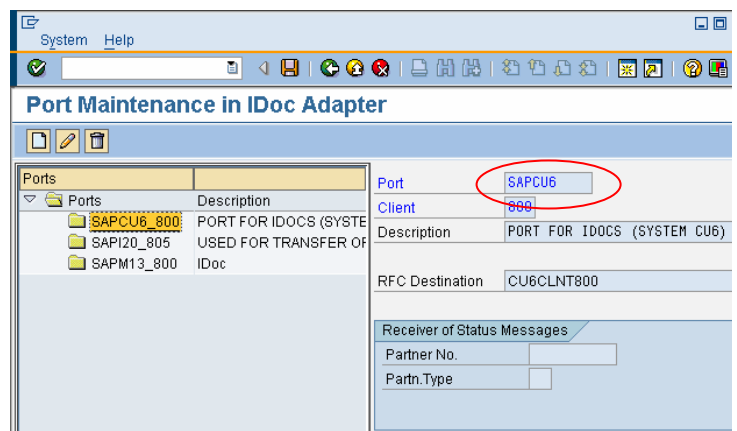 System Help
Port Maintenance in IDoc Adapter
Ports
Ports Description
SAPCU6_800 PORT FOR IDOCS (SYSTE
SAPI20_805 USED FOR TRANSFER OF
SAPM13_800 IDoc
Port SAPCU6
Client 800
Description PORT FOR IDOCS (SYSTEM CU6)
RFC Destination CU6CLNT800
Receiver of Status Messages
Partner No.
Partn.Type